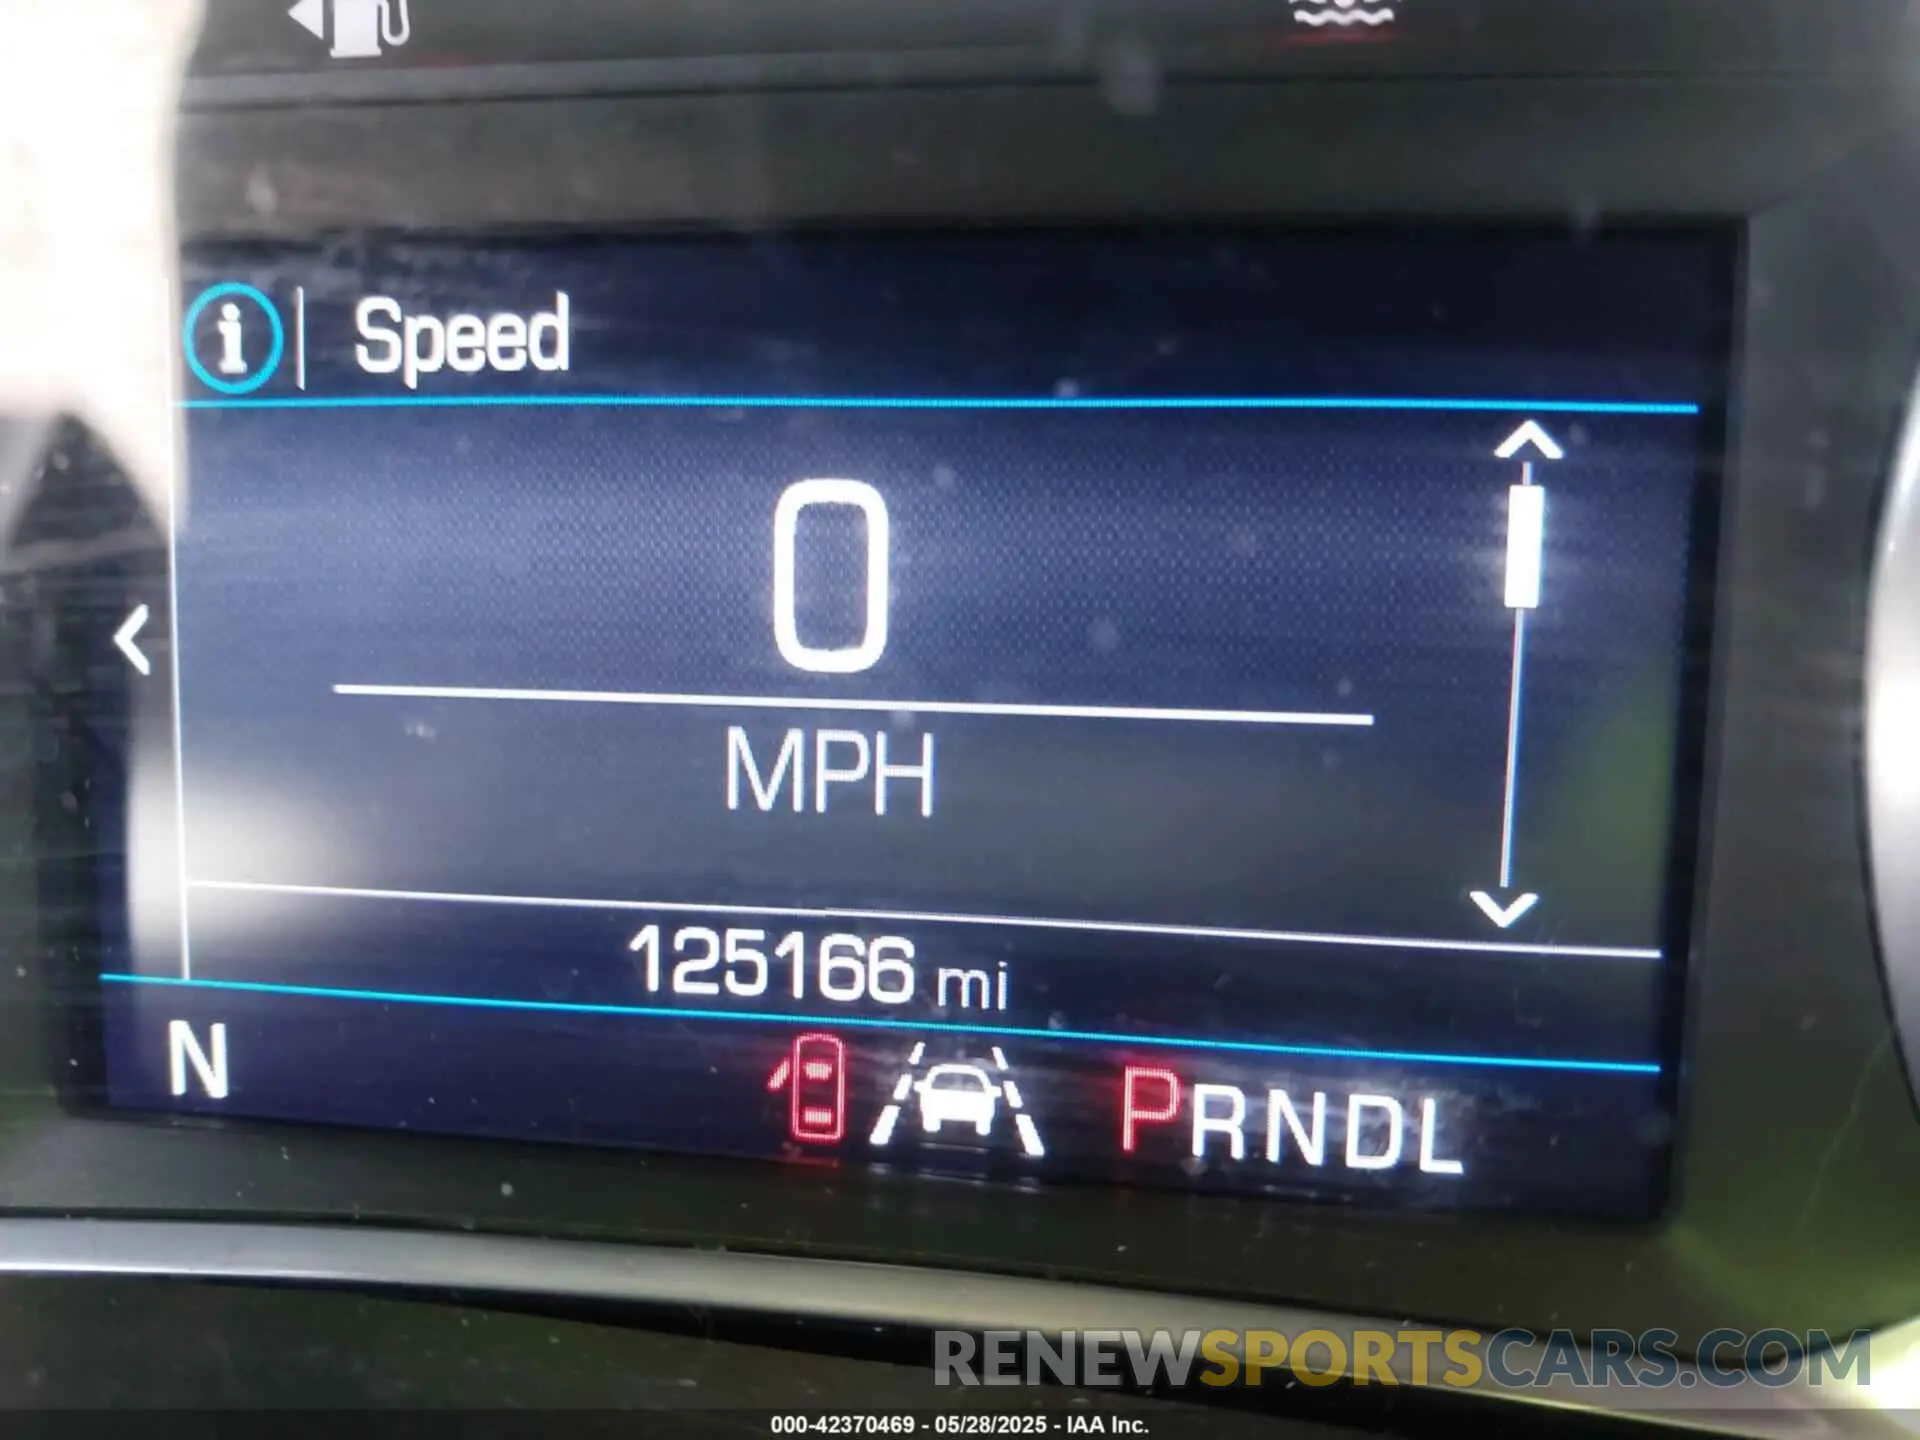 i Speed
0
MPH
125166 mi
N PRNDL
RENEWSPORTSCARS.COM
000-42370469 - 05/28/2025 - IAA Inc.